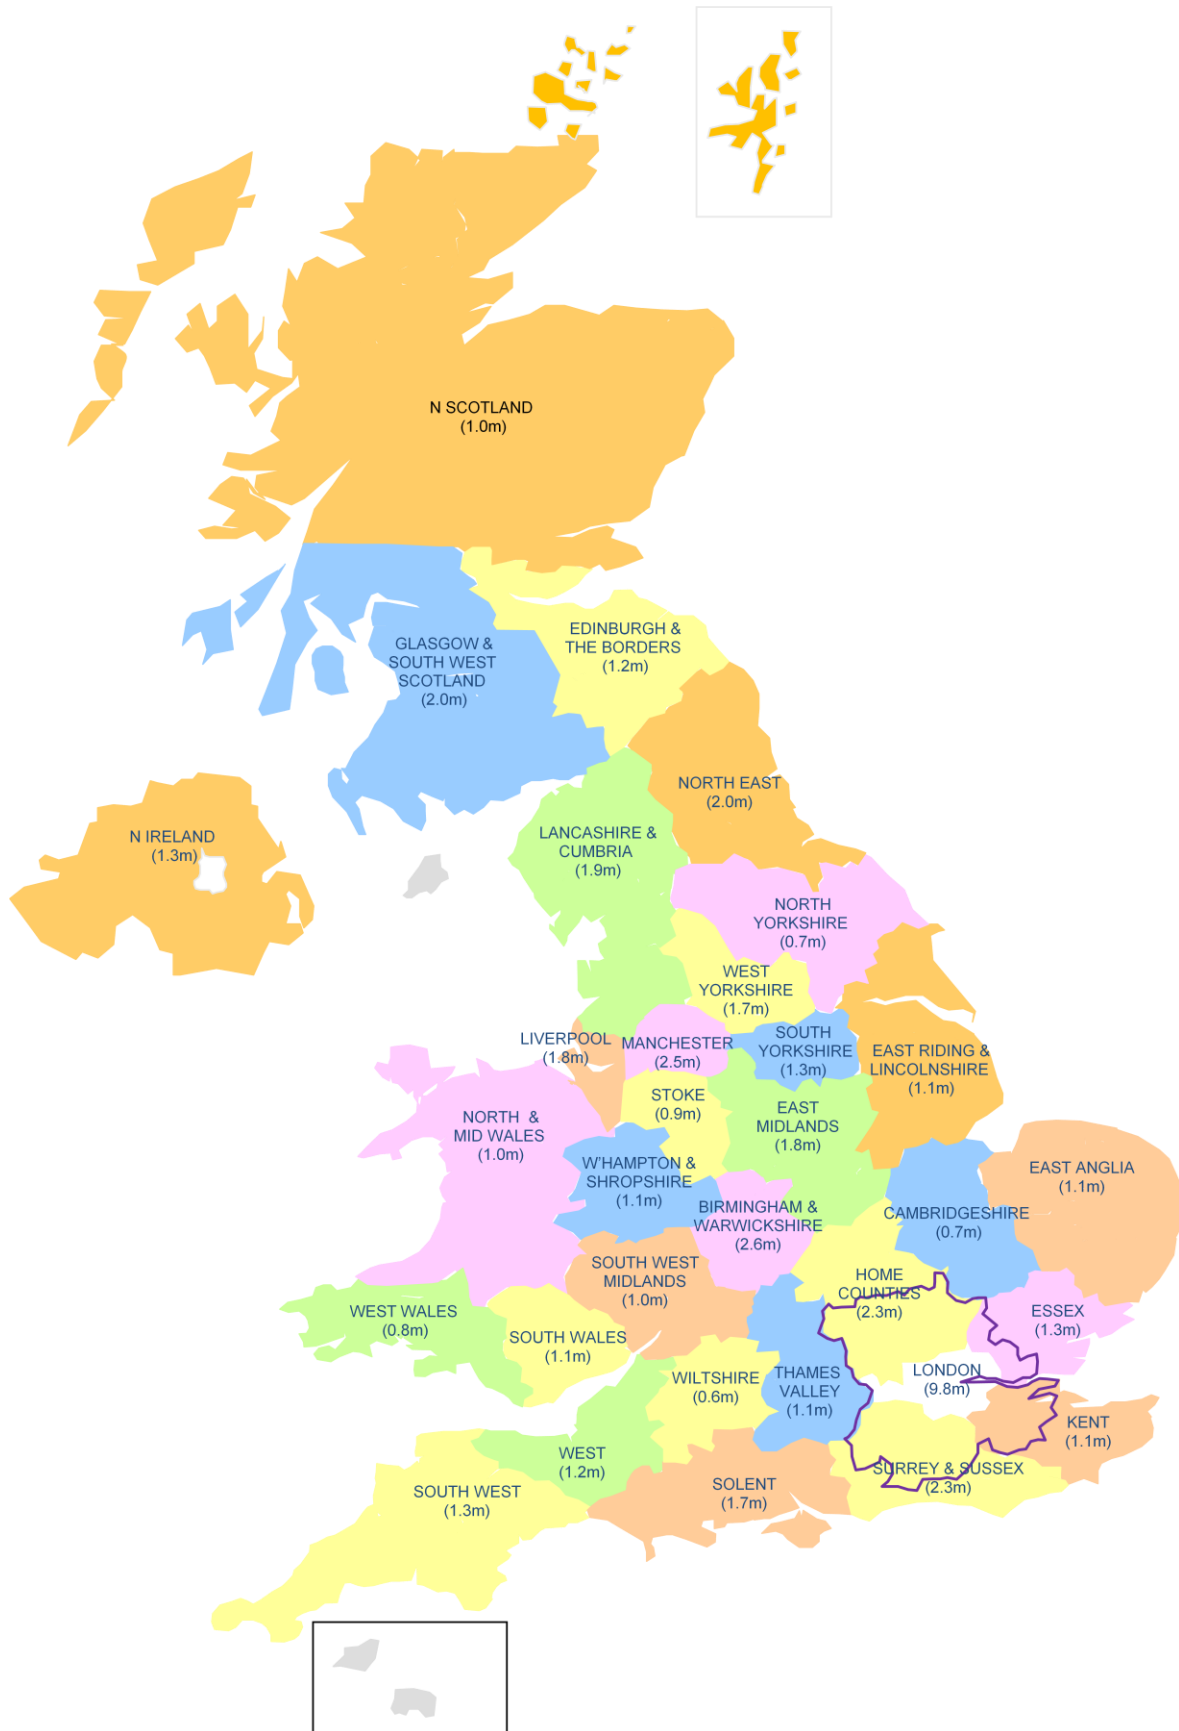 N SCOTLAND
(1.0m)
EDINBURGH &
THE BORDERS
(1.2m)
GLASGOW &
SOUTH WEST
SCOTLAND
(2.0m)
NORTH EAST
(2.0m)
N IRELAND
(1.3m)
LANCASHIRE &
CUMBRIA
(1.9m)
NORTH
YORKSHIRE
(0.7m)
WEST
YORKSHIRE
(1.7m)
LIVERPOOL
(1.8m)
MANCHESTER
(2.5m)
SOUTH
YORKSHIRE
(1.3m)
EAST RIDING &
LINCOLNSHIRE
(1.1m)
STOKE
(0.9m)
EAST
MIDLANDS
(1.8m)
NORTH &
MID WALES
(1.0m)
W'HAMPTON &
SHROPSHIRE
(1.1m)
EAST ANGLIA
(1.1m)
BIRMINGHAM &
WARWICKSHIRE
(2.6m)
CAMBRIDGESHIRE
(0.7m)
SOUTH WEST
MIDLANDS
(1.0m)
HOME
COUNTIES
(2.3m)
WEST WALES
(0.8m)
SOUTH WALES
(1.1m)
ESSEX
(1.3m)
WILTSHIRE
(0.6m)
THAMES
VALLEY
(1.1m)
LONDON
(9.8m)
KENT
(1.1m)
WEST
(1.2m)
SURREY & SUSSEX
(2.3m)
SOUTH WEST
(1.3m)
SOLENT
(1.7m)